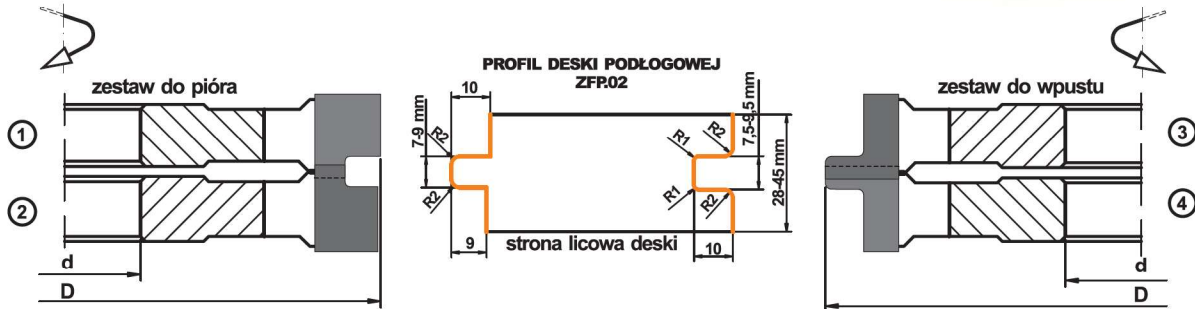 PROFIL DESKI PODŁOGOWEJ
ZFP.02
zestaw do pióra
zestaw do wpustu
10
7-9 mm
R2
R2
9
R1
R2
R1
R2
7,5-9,5 mm
28-45 mm
10
strona licowa deski
1
2
3
4
d
D
d
D